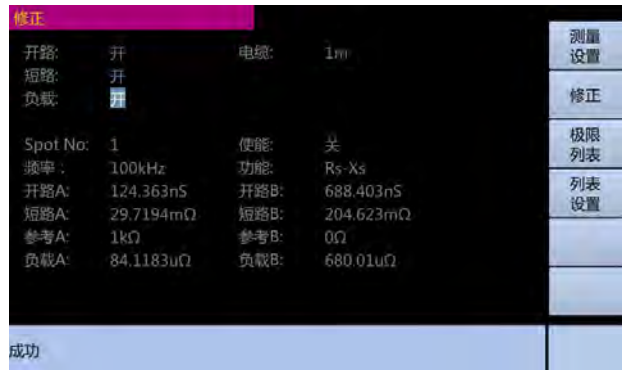 修正
开路: 开 电缆: 1m
短路: 开
负载: 开
Spot No: 1 使能: 关
频率: 100kHz 功能: Rs-Xs
开路A: 124.363nS 开路B: 688.403nS
短路A: 29.7194mΩ 短路B: 204.623mΩ
参考A: 1kΩ 参考B: 0Ω
负载A: 84.1183uΩ 负载B: 680.01uΩ
成功
测量
设置
修正
极限
列表
列表
设置